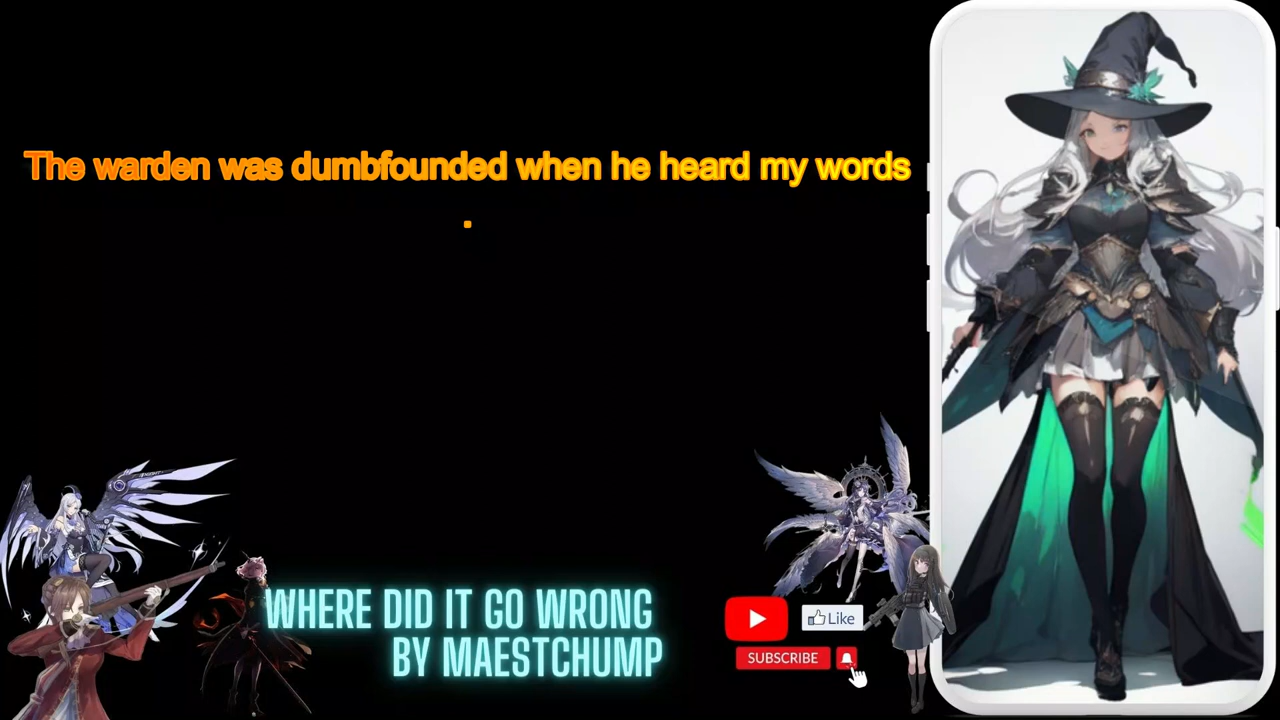 The warden was dumbfounded when he heard my words
.
WHERE DID IT GO WRONG
BY MAESTCHUMP
Like
SUBSCRIBE